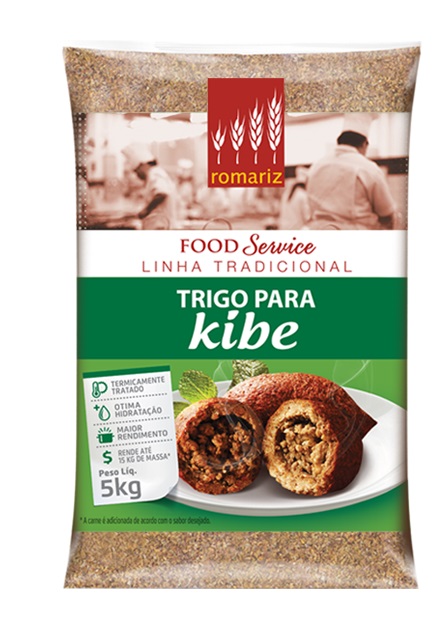 romariz
FOOD Service
LINHA TRADICIONAL
TRIGO PARA
kibe
TERMICAMENTE
TRATADO
OTIMA
HIDRATAÇÃO
MAIOR
RENDIMENTO
$
RENDE ATÉ
15 KG DE MASSA*
Peso Líq.
5kg
* A carne é adicionada de acordo com o sabor desejado.